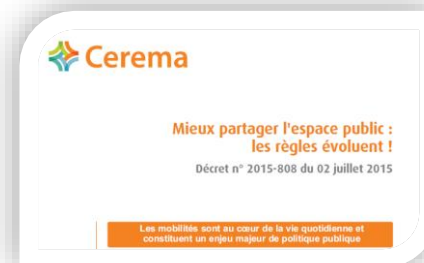 Cerema
Mieux partager l'espace public :
les règles évoluent !
Décret n° 2015-808 du 02 juillet 2015
Les mobilités sont au cœur de la vie quotidienne et
constituent un enjeu majeur de politique publique